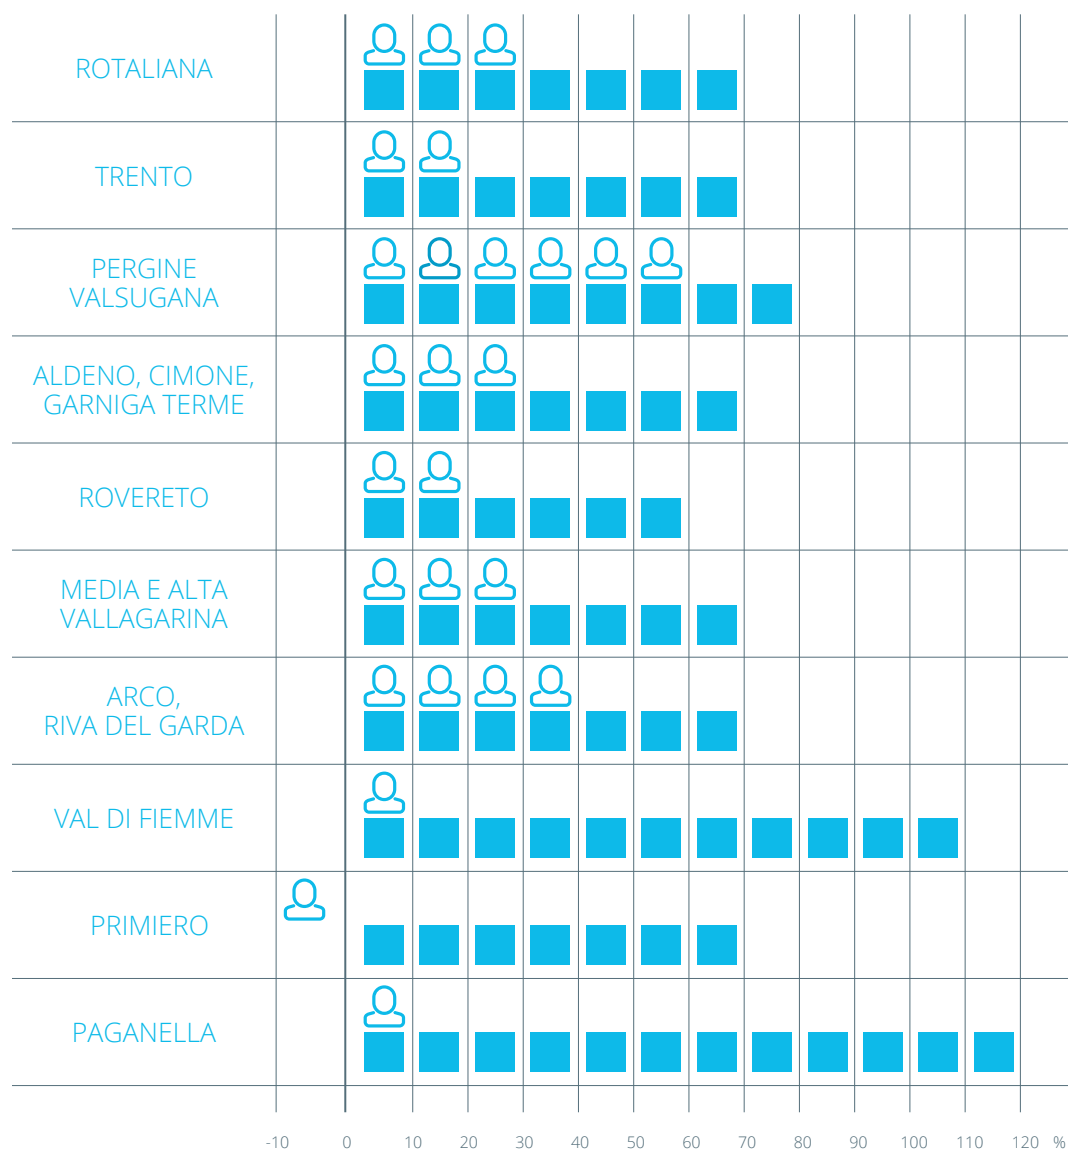 ROTALIANA
TRENTO
PERGINE
VALSUGANA
ALDENO, CIMONE,
GARNIGA TERME
ROVERETO
MEDIA E ALTA
VALLAGARINA
ARCO,
RIVA DEL GARDA
VAL DI FIEMME
PRIMIERO
PAGANELLA
-10 0 10 20 30 40 50 60 70 80 90 100 110 120 %